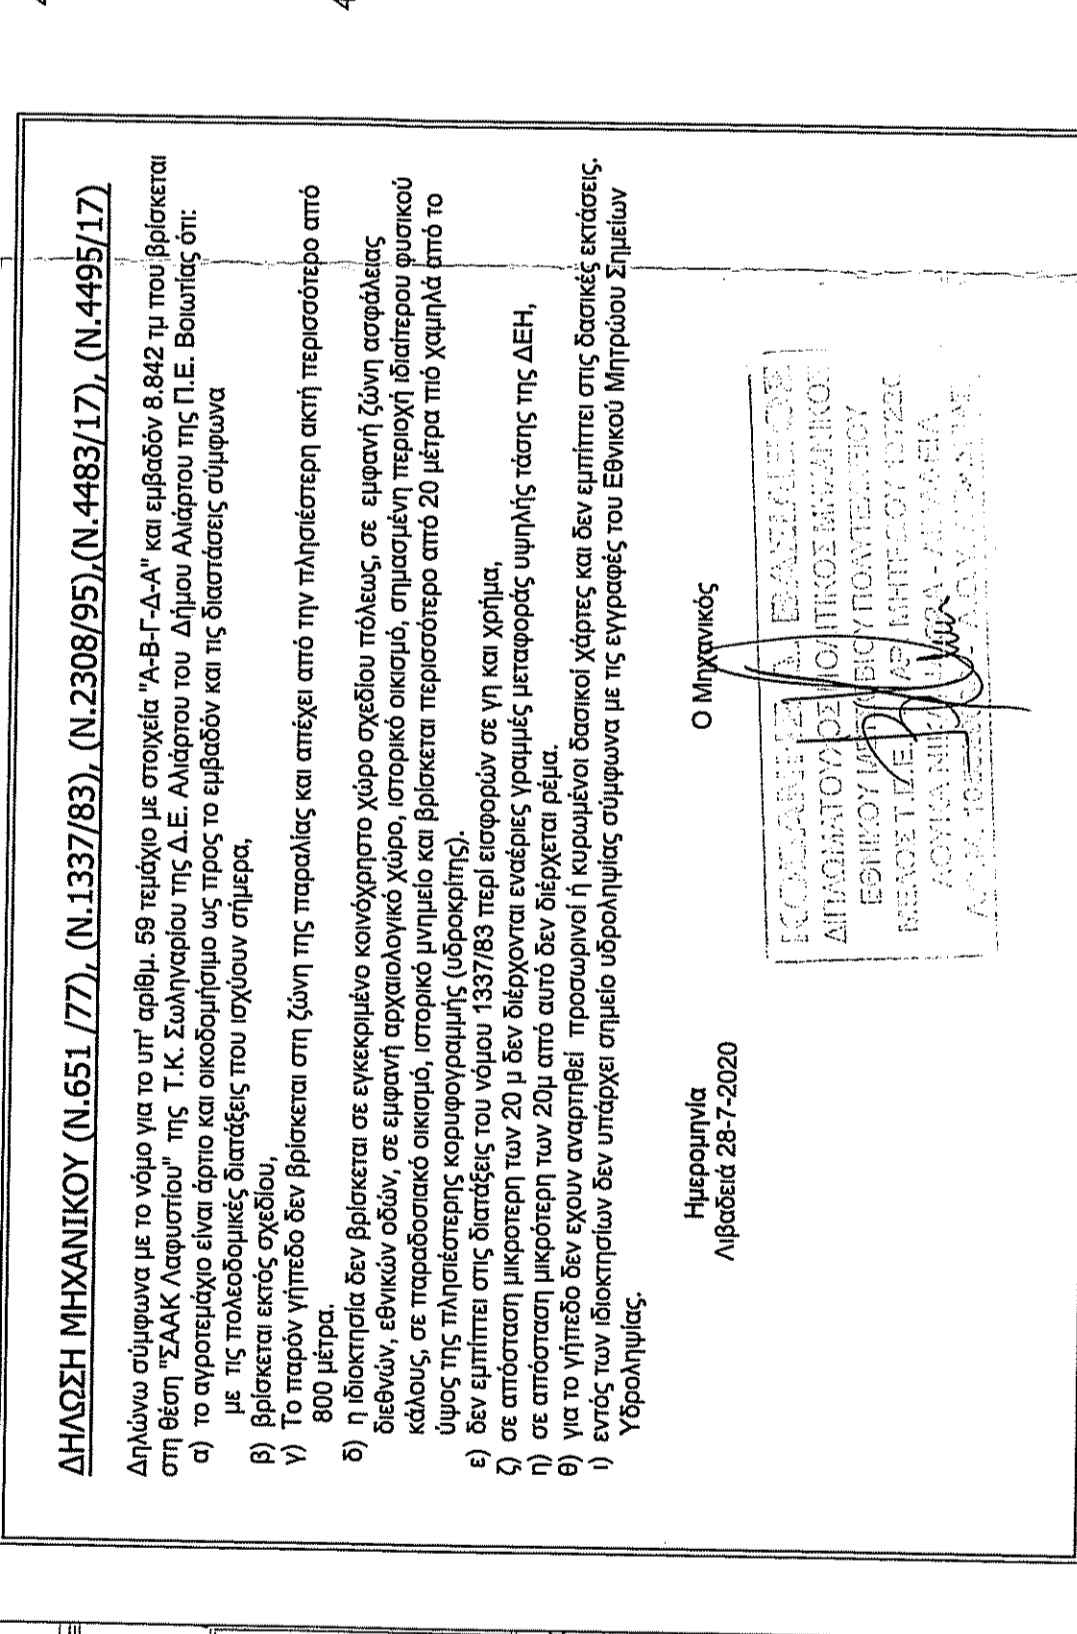 ΔΗΛΩΣΗ ΜΗΧΑΝΙΚΟΥ (Ν.651 /77), (Ν.1337/83), (Ν.2308/95),(Ν.4483/17), (Ν.4495/17)
Δηλώνω σύμφωνα με το νόμο για το υπ' αρίθμ. 59 τεμάχιο με στοιχεία "Α-Β-Γ-Δ-Α" και εμβαδόν 8.842 τμ που βρίσκεται
στη θέση "ΣΑΑΚ Λαφυστίου" της Τ.Κ. Σωληναρίου της Δ.Ε. Αλιάρτου του Δήμου Αλιάρτου της Π.Ε. Βοιωτίας ότι:
α) το αγροτεμάχιο είναι άρτιο και οικοδομήσιμο ως προς το εμβαδόν και τις διαστάσεις σύμφωνα
με τις πολεοδομικές διατάξεις που ισχύουν σήμερα,
β) βρίσκεται εκτός σχεδίου,
γ) Το παρόν γήπεδο δεν βρίσκεται στη ζώνη της παραλίας και απέχει από την πλησιέστερη ακτή περισσότερο από
800 μέτρα.
δ) η ιδιοκτησία δεν βρίσκεται σε εγκεκριμένο κοινόχρηστο χώρο σχεδίου πόλεως, σε εμφανή ζώνη ασφάλειας
διεθνών, εθνικών οδών, σε εμφανή αρχαιολογικό χώρο, ιστορικό οικισμό, σημασμένη περιοχή ιδιαίτερου φυσικού
κάλους, σε παραδοσιακό οικισμό, ιστορικό μνημείο και βρίσκεται περισσότερο από 20 μέτρα πιό χαμηλά από το
ύψος της πλησιέστερης κορυφογραμμής (υδροκρίτης).
ε) δεν εμπίπτει στις διατάξεις του νόμου 1337/83 περί εισφορών σε γη και χρήμα,
ζ) σε απόσταση μικροτερη των 20 μ δεν διέρχονται εναέριες γραμμές μεταφοράς υψηλής τάσης της ΔΕΗ,
η) σε απόσταση μικρότερη των 20μ από αυτό δεν διέρχεται ρέμα.
θ) για το γήπεδο δεν εχουν αναρτηθεί προσωρινοί ή κυρωμένοι δασικοί χάρτες και δεν εμπίπτει στις δασικές εκτάσεις.
ι) εντός των ιδιοκτησίων δεν υπάρχει σημείο υδροληψίας σύμφωνα με τις εγγραφές του Εθνικού Μητρώου Σημείων
Υδροληψίας.
Ημερομηνία
Λιβαδειά 28-7-2020
Ο Μηχανικός
ΔΙΠΛΩΜΑΤΟΥΧΟΣ ΠΟΛΙΤΙΚΟΣ ΜΗΧΑΝΙΚΟΣ
ΕΘΝΙΚΟΥ ΜΕΤΣΟΒΙΟΥ ΠΟΛΥΤΕΧΝΕΙΟΥ
ΜΕΛΟΣ Τ.Ε.Ε. ΑΡ. ΜΗΤΡΩΟΥ